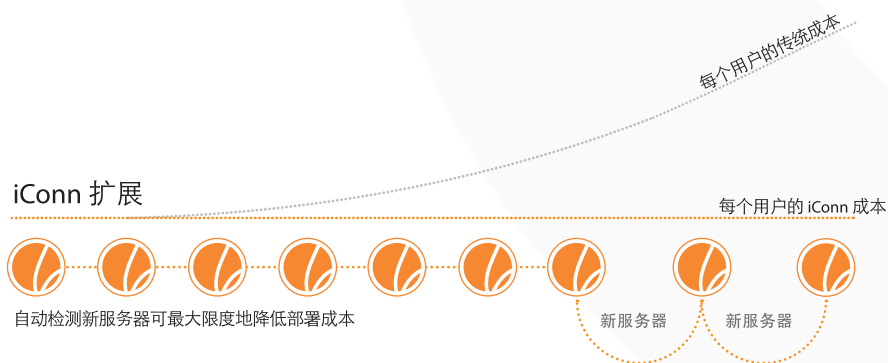 每个用户的传统成本
iConn 扩展
每个用户的 iConn 成本
自动检测新服务器可最大限度地降低部署成本
新服务器
新服务器